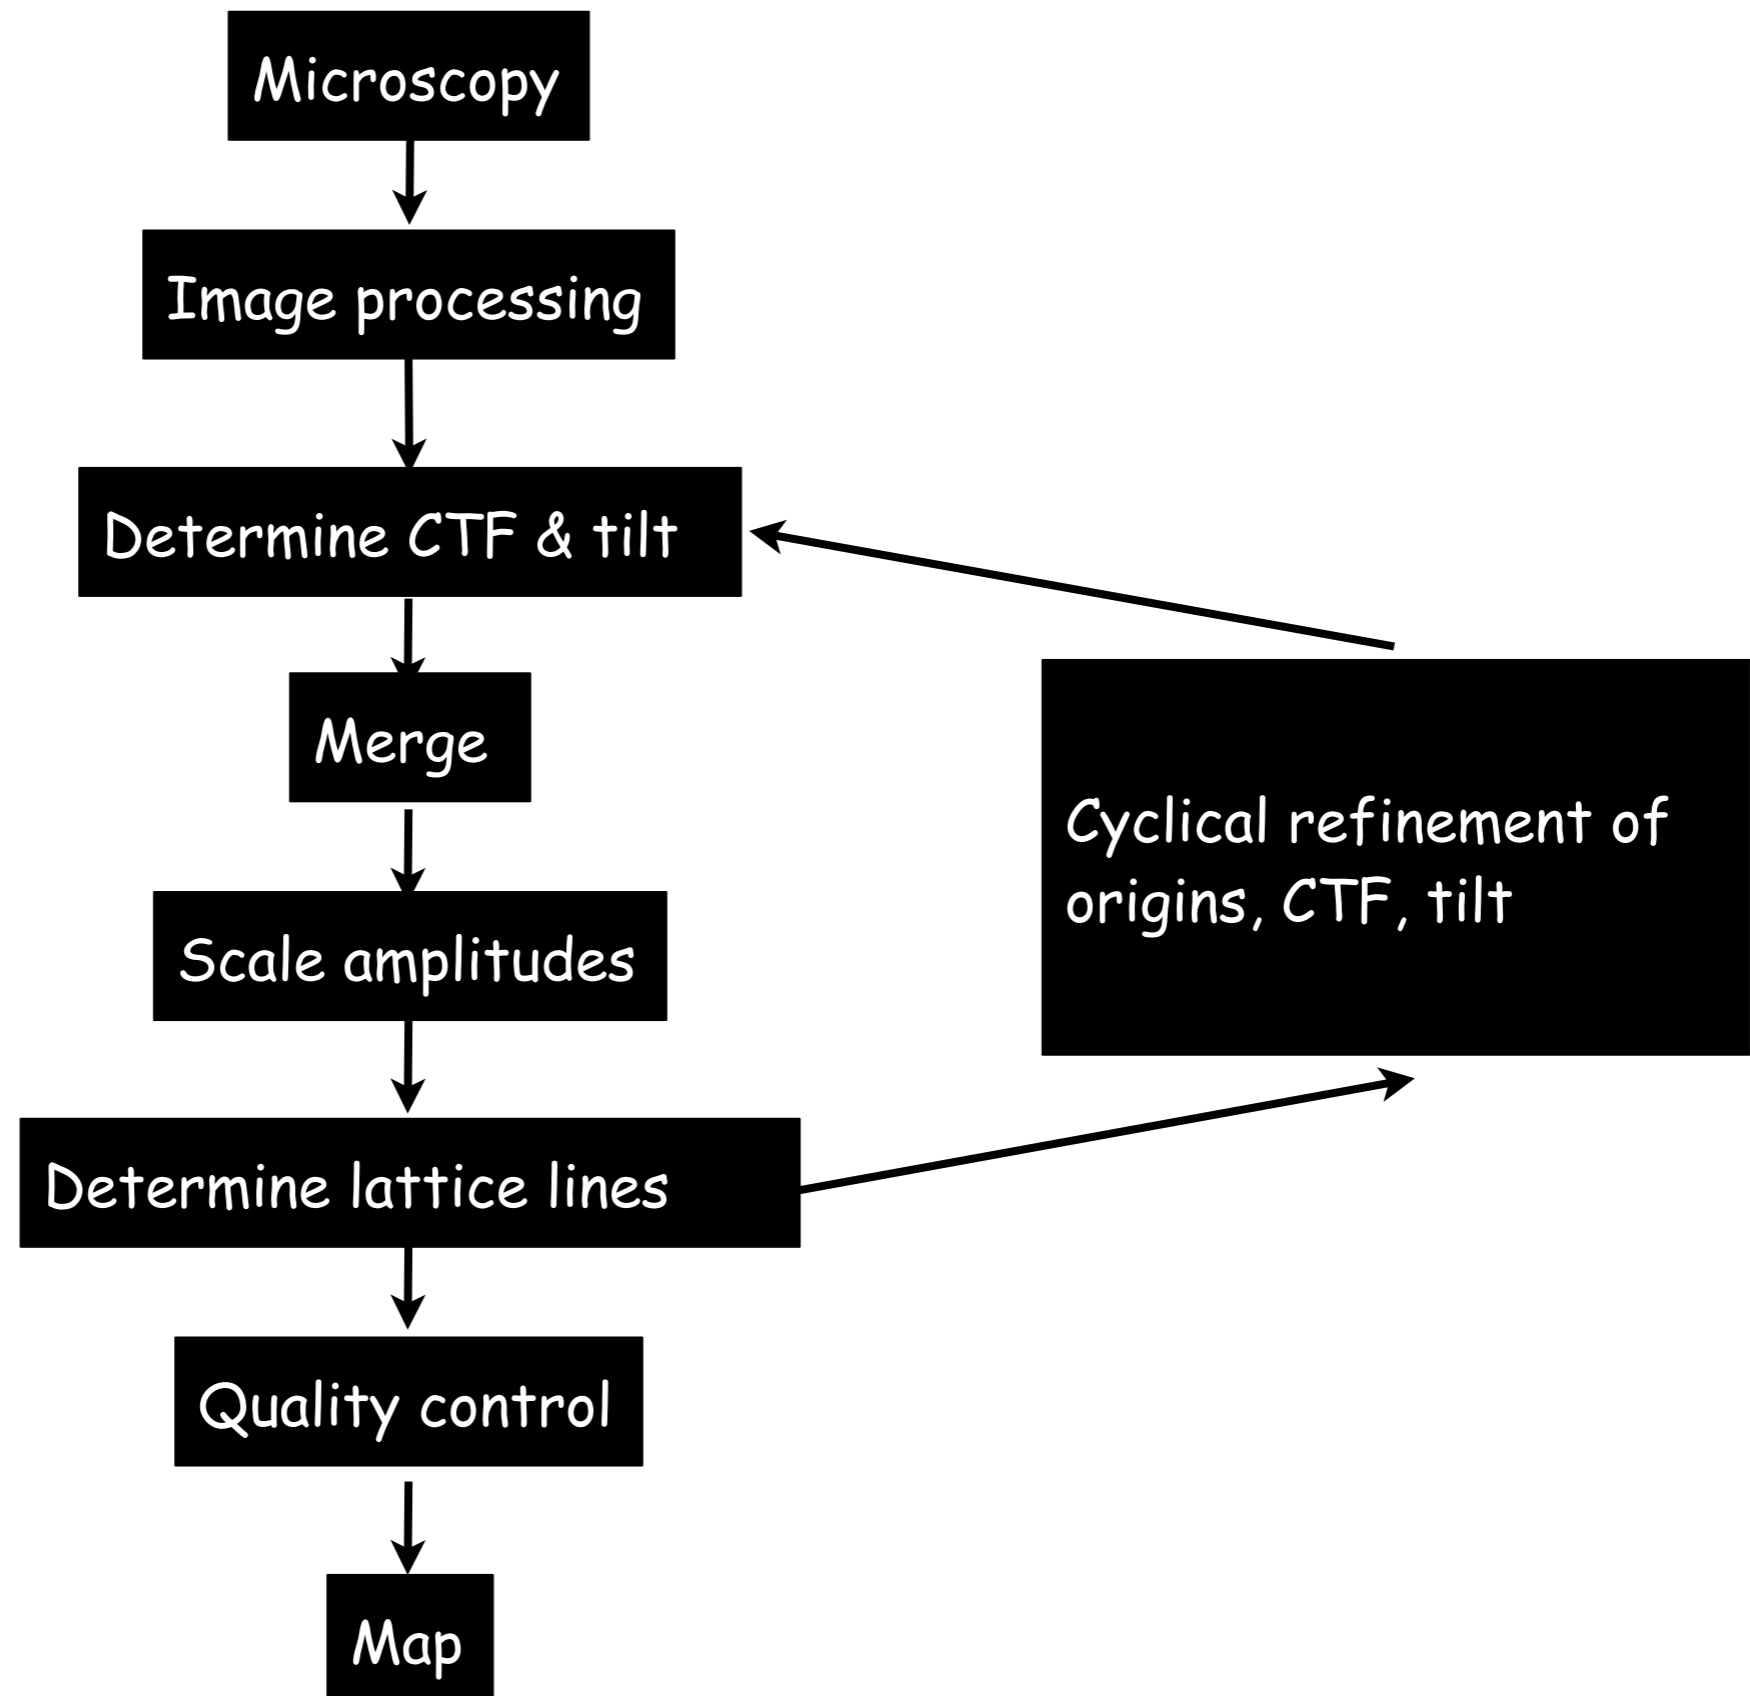 Microscopy
Image processing
Determine CTF & tilt
Merge
Scale amplitudes
Determine lattice lines
Quality control
Map
Cyclical refinement of
origins, CTF, tilt